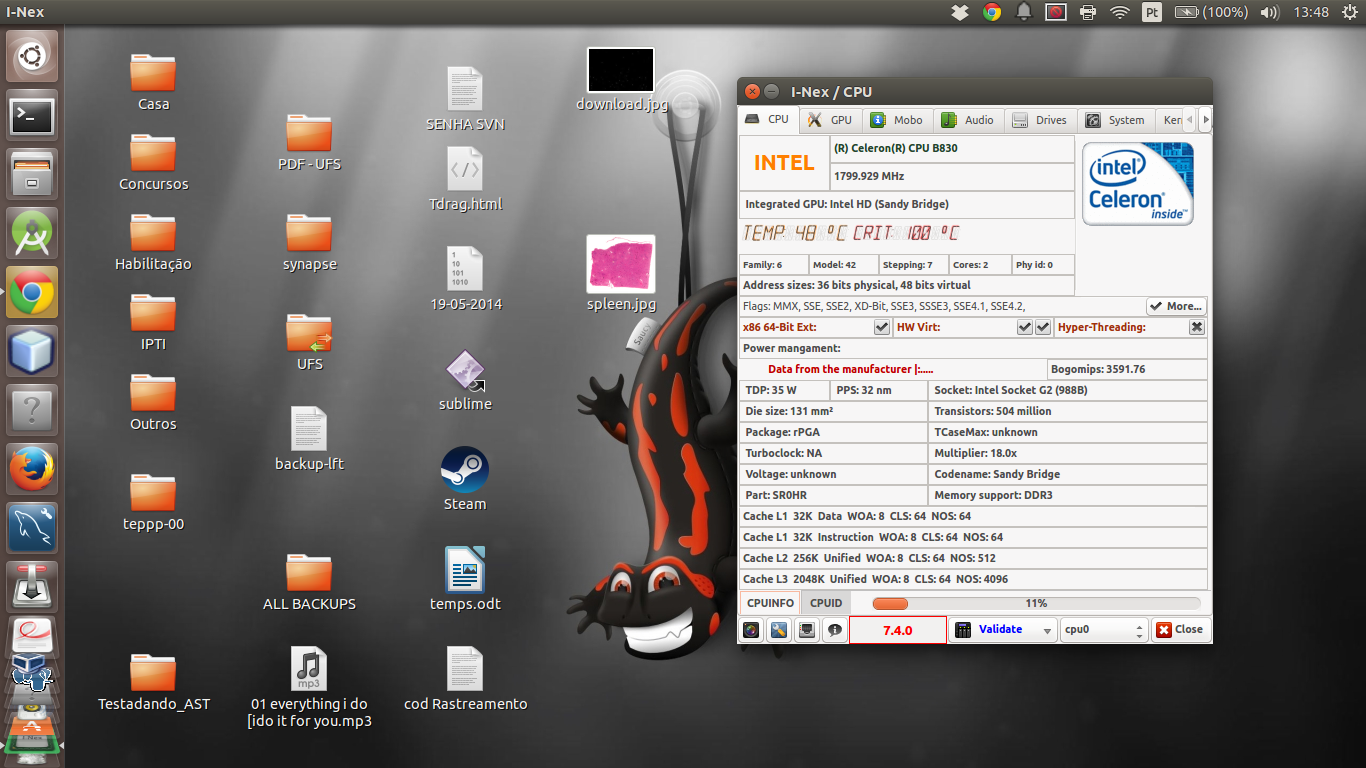 I-Nex
Pt
(100%)
13:48
Casa
Concursos
Habilitação
IPTI
Outros
teppp-00
Testadando_AST
PDF - UFS
synapse
UFS
backup-lft
ALL BACKUPS
mp3
01 everything i do
[ido it for you.mp3
SENHA SVN
Tdrag.html
1
10
101
1010
19-05-2014
sublime
Steam
temps.odt
cod Rastreamento
download.jpg
spleen.jpg
Saucy
I-Nex / CPU
CPU
GPU
Mobo
Audio
Drives
System
Ker
INTEL
(R) Celeron(R) CPU B830
1799.929 MHz
Integrated GPU: Intel HD (Sandy Bridge)
intel
Celeron
inside™
TEMP: 48 °C CRIT: 100 °C
Family: 6
Model: 42
Stepping: 7
Cores: 2
Phy id: 0
Address sizes: 36 bits physical, 48 bits virtual
Flags: MMX, SSE, SSE2, XD-Bit, SSE3, SSSE3, SSE4.1, SSE4.2,
More...
x86 64-Bit Ext:
HW Virt:
Hyper-Threading:
Power mangament:
Data from the manufacturer |:.....
Bogomips: 3591.76
TDP: 35 W
PPS: 32 nm
Socket: Intel Socket G2 (988B)
Die size: 131 mm²
Transistors: 504 million
Package: rPGA
TCaseMax: unknown
Turboclock: NA
Multiplier: 18.0x
Voltage: unknown
Codename: Sandy Bridge
Part: SR0HR
Memory support: DDR3
Cache L1 32K Data WOA: 8 CLS: 64 NOS: 64
Cache L1 32K Instruction WOA: 8 CLS: 64 NOS: 64
Cache L2 256K Unified WOA: 8 CLS: 64 NOS: 512
Cache L3 2048K Unified WOA: 8 CLS: 64 NOS: 4096
CPUINFO
CPUID
11%
7.4.0
Validate
cpu0
Close